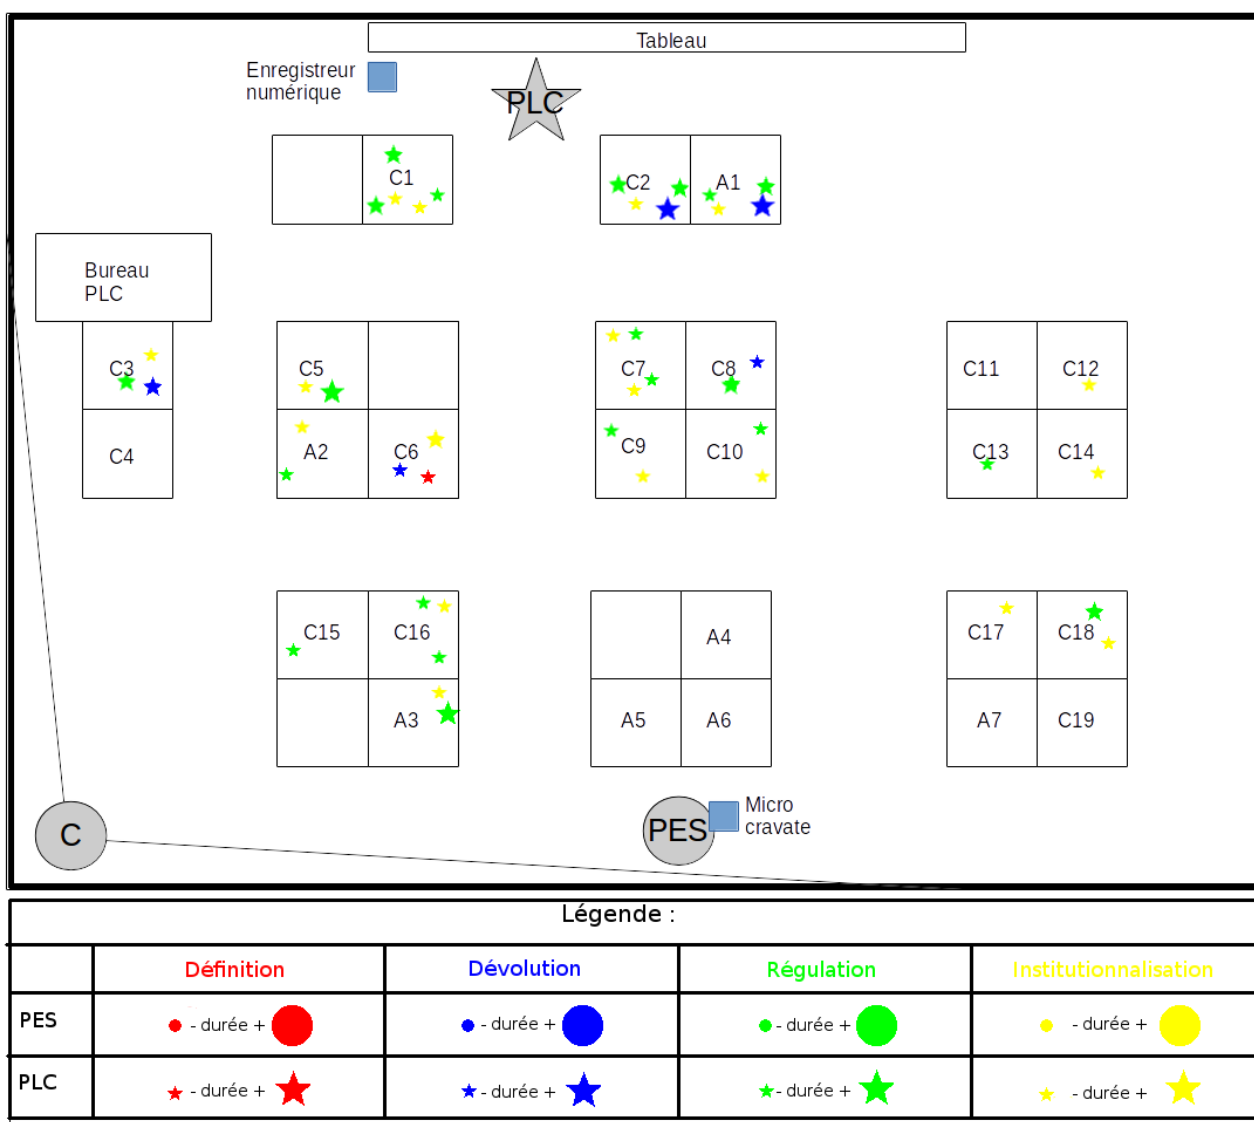 Tableau
Enregistreur
numérique
PLC
C1
C2
A1
Bureau
PLC
C3
C5
C7
C8
C11
C12
C4
A2
C6
C9
C10
C13
C14
C15
C16
A4
C17
C18
A3
A5
A6
A7
C19
C
PES
Micro
cravate
Légende :
Définition
Dévolution
Régulation
Institutionnalisation
PES
- durée +
- durée +
- durée +
- durée +
PLC
- durée +
- durée +
- durée +
- durée +